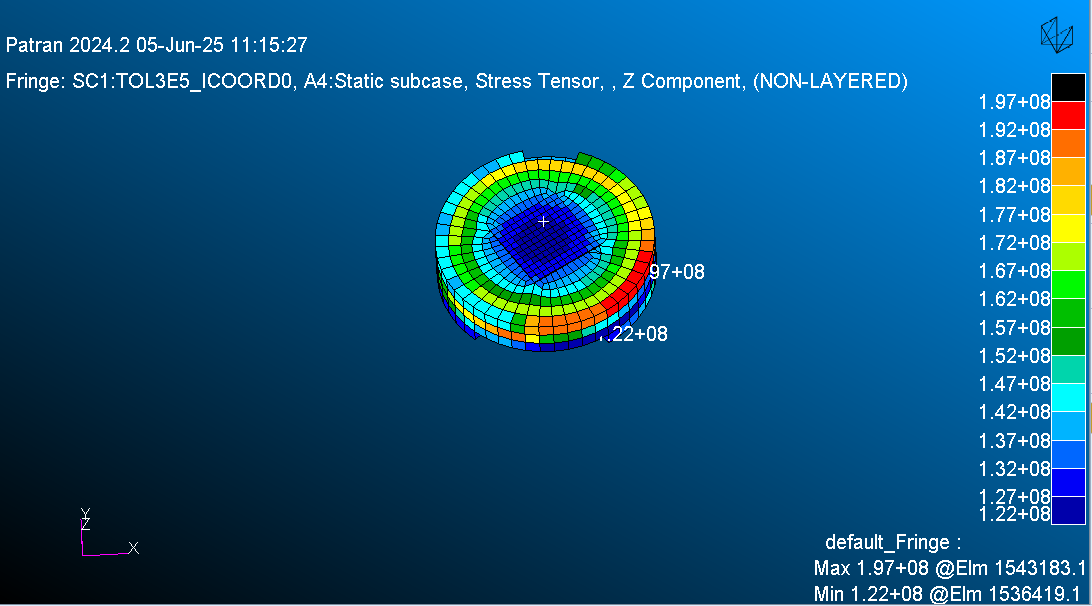 Patran 2024.2 05-Jun-25 11:15:27
Fringe: SC1:TOL3E5_ICOORD0, A4:Static subcase, Stress Tensor, , Z Component, (NON-LAYERED)
1.97+08
1.92+08
1.87+08
1.82+08
1.77+08
1.72+08
1.67+08
1.62+08
1.57+08
1.52+08
1.47+08
1.42+08
1.37+08
1.32+08
1.27+08
1.22+08
97+08
1.22+08
Y
Z
X
default_Fringe :
Max 1.97+08 @Elm 1543183.1
Min 1.22+08 @Elm 1536419.1